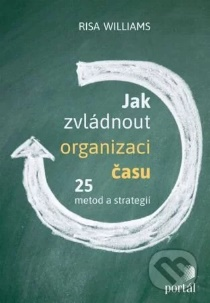 RISA WILLIAMS
Jak
zvládnout
organizaci
času
25
metod a strategií
portál